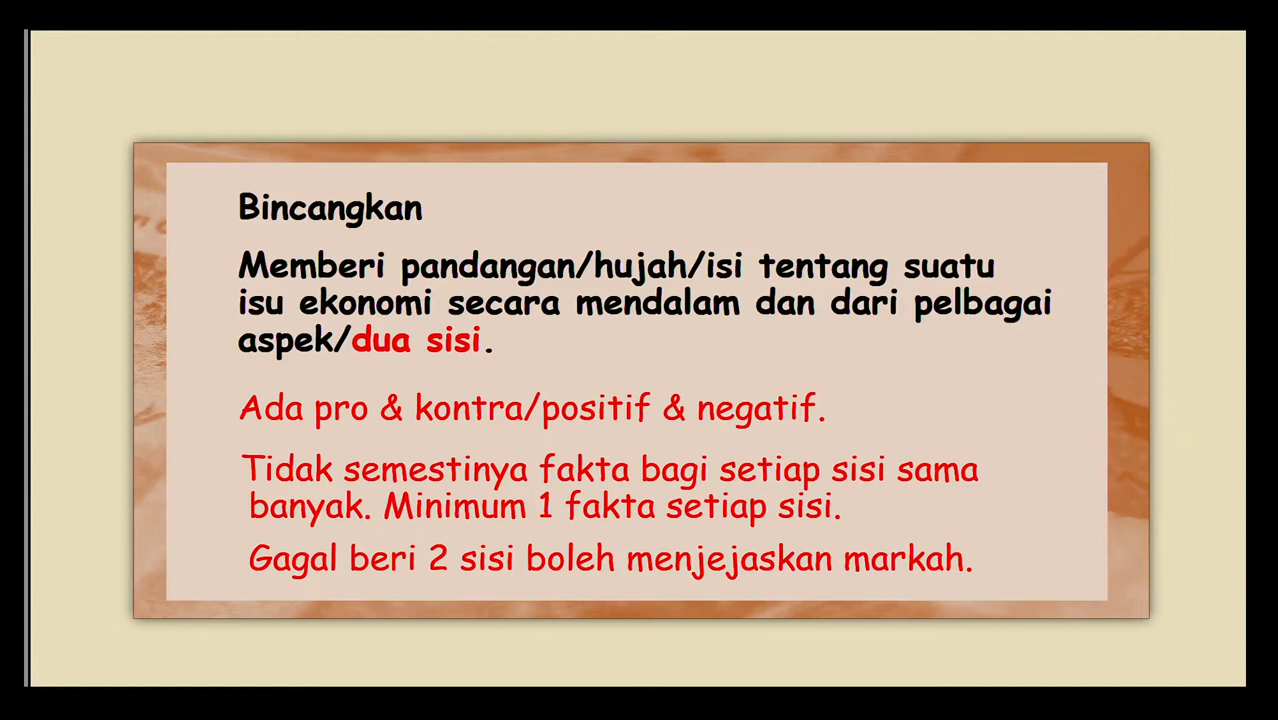 Bincangkan
Memberi pandangan/hujah/isi tentang suatu
isu ekonomi secara mendalam dan dari pelbagai
aspek/dua sisi.
Ada pro & kontra/positif & negatif.
Tidak semestinya fakta bagi setiap sisi sama
banyak. Minimum 1 fakta setiap sisi.
Gagal beri 2 sisi boleh menjejaskan markah.